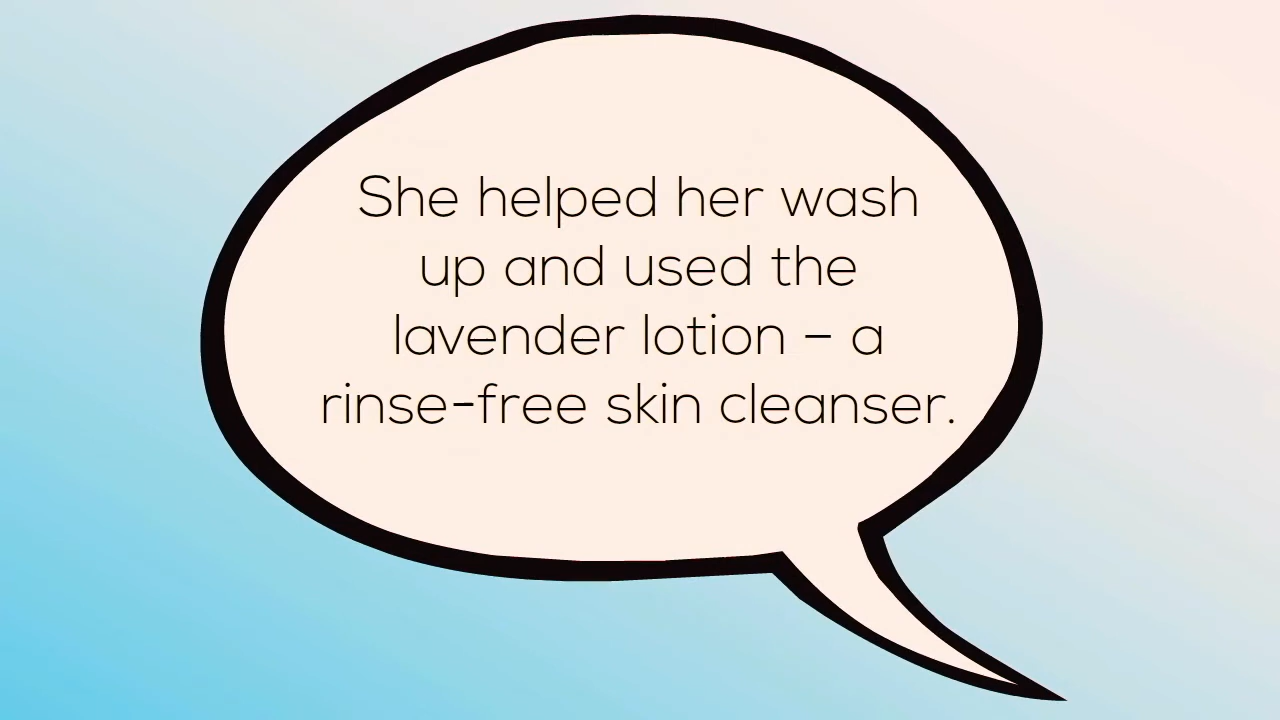 She helped her wash
up and used the
lavender lotion – a
rinse-free skin cleanser.